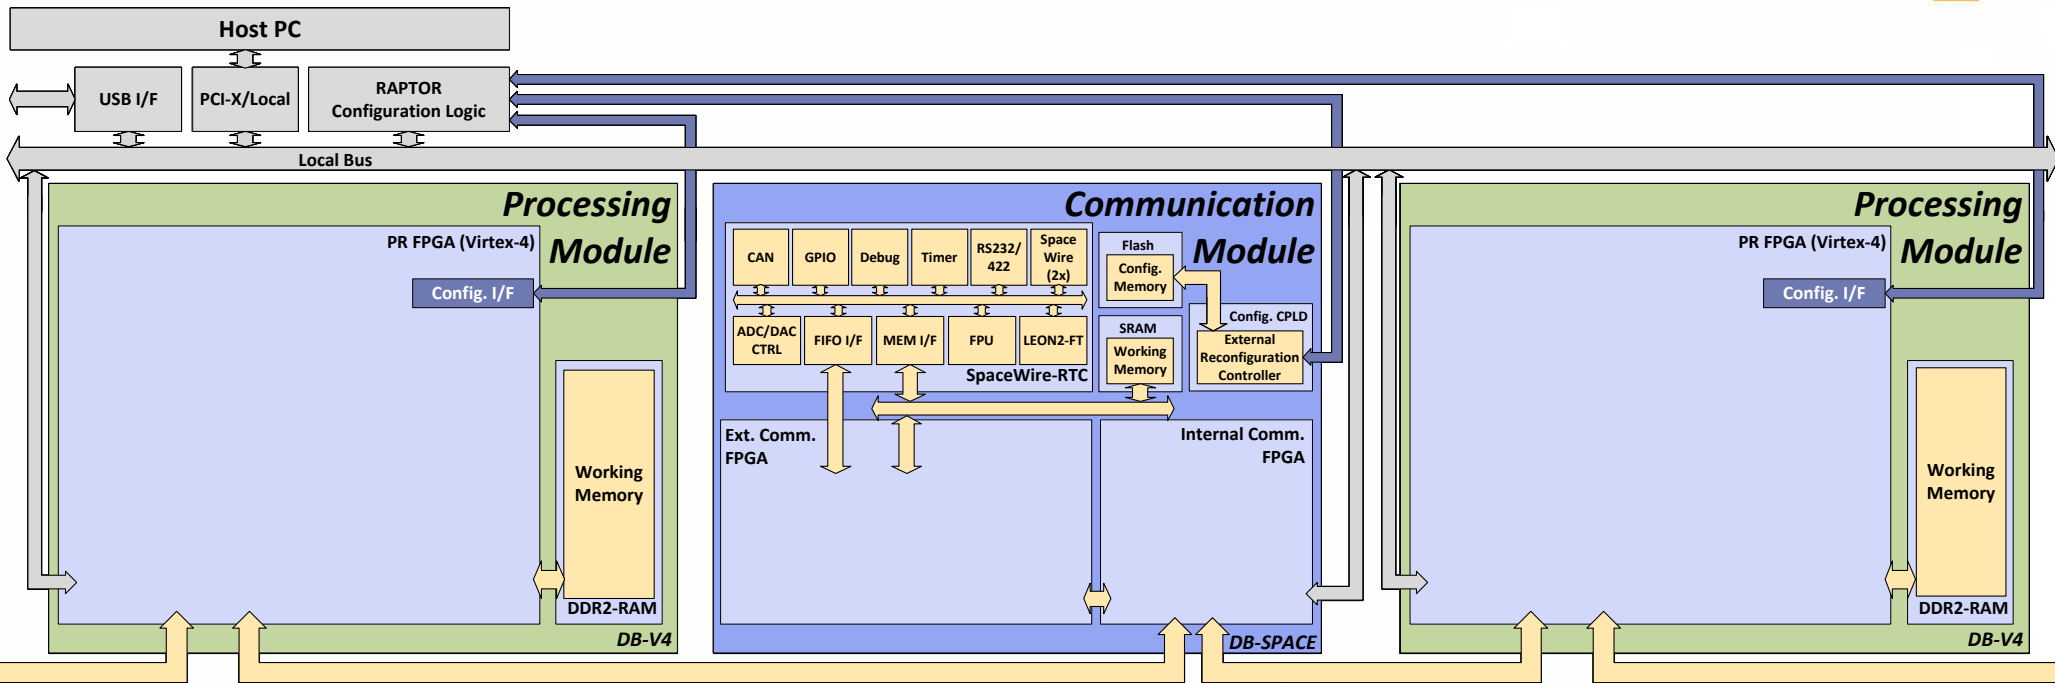 Host PC
USB I/F
PCI-X/Local
RAPTOR
Configuration Logic
Local Bus
Processing
Module
PR FPGA (Virtex-4)
Config. I/F
Working
Memory
DDR2-RAM
DB-V4
Communication
Module
CAN
GPIO
Debug
Timer
RS232/
422
Space
Wire
(2x)
ADC/DAC
CTRL
FIFO I/F
MEM I/F
FPU
LEON2-FT
SpaceWire-RTC
Flash
Config.
Memory
SRAM
Working
Memory
Config. CPLD
External
Reconfiguration
Controller
Ext. Comm.
FPGA
Internal Comm.
FPGA
DB-SPACE
Processing
Module
PR FPGA (Virtex-4)
Config. I/F
Working
Memory
DDR2-RAM
DB-V4